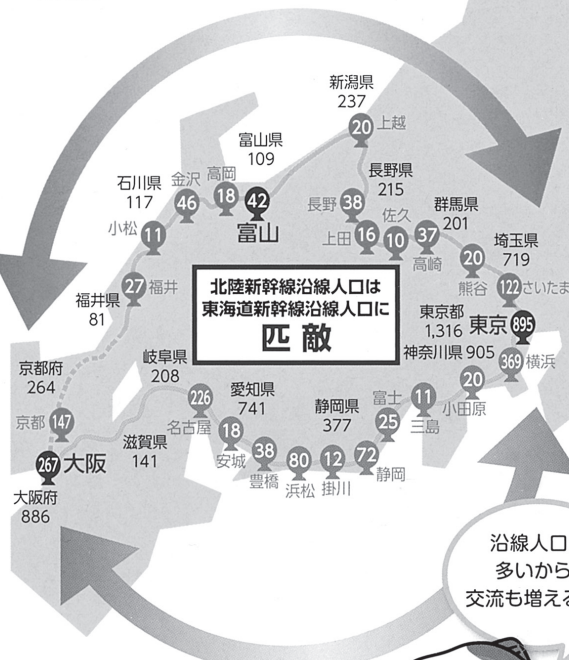 新潟県
237
20 上越
富山県
109
長野県
215
石川県
117
金沢
46
高岡
18
42
富山
長野 38
群馬県
201
佐久
小松
11
上田 16
10
37
高崎
埼玉県
719
20
熊谷
122 さいたま
27 福井
福井県
81
北陸新幹線沿線人口は
東海道新幹線沿線人口に
匹敵
東京都
1,316
東京 895
神奈川県 905
369 横浜
京都府
264
岐阜県
208
京都 147
226
名古屋
愛知県
741
静岡県
377
富士
25
11
三島
20
小田原
滋賀県
141
18
安城
38
豊橋
80
浜松
12
掛川
72
静岡
267 大阪
大阪府
886
沿線人口
多いから
交流も増える